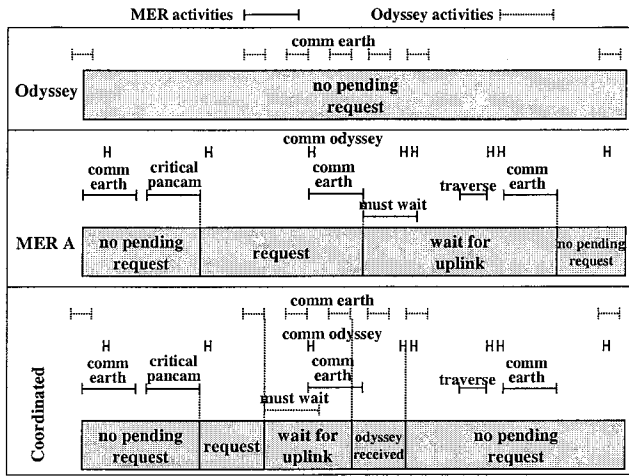 MER activities Odyssey activities
comm earth
Odyssey
no pending
request
comm odyssey
comm
earth
critical
pancam
comm
earth
traverse
comm
earth
must wait
MER A
no pending
request
request
wait for
uplink
no pending
request
comm earth
comm odyssey
comm
earth
critical
pancam
comm
earth
traverse
comm
earth
must wait
Coordinated
no pending
request
request
wait for
uplink
odyssey
received
no pending
request